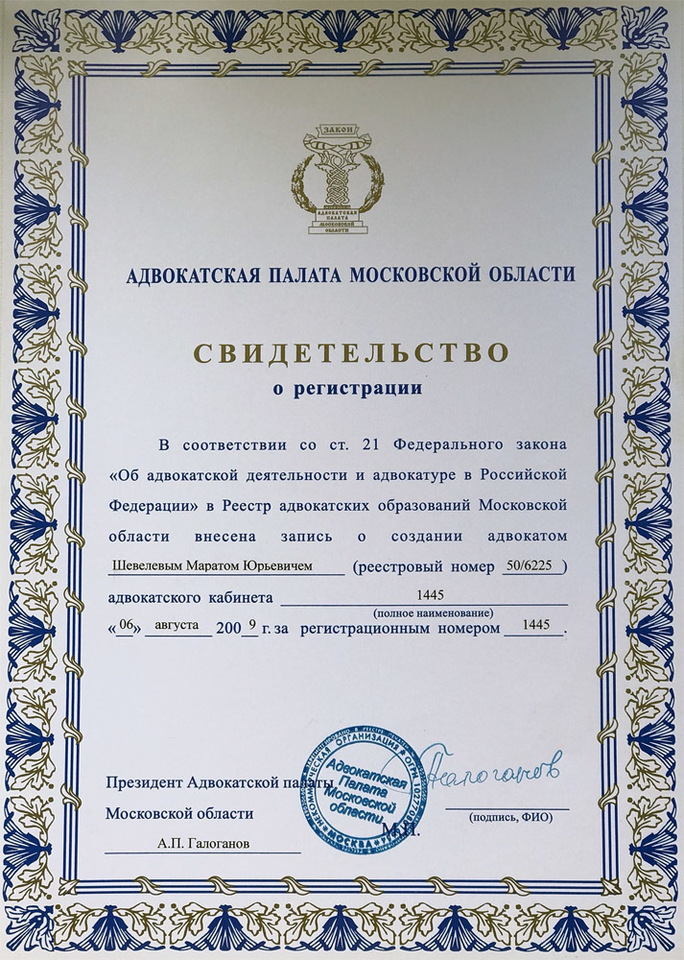 ЗАКОН
АДВОКАТСКАЯ
ПАЛАТА
МОСКОВСКОЙ
ОБЛАСТИ
АДВОКАТСКАЯ ПАЛАТА МОСКОВСКОЙ ОБЛАСТИ
СВИДЕТЕЛЬСТВО
о регистрации
В соответствии со ст. 21 Федерального закона
«Об адвокатской деятельности и адвокатуре в Российской
Федерации» в Реестр адвокатских образований Московской
области внесена запись о создании адвокатом
Шевелевым Маратом Юрьевичем (реестровый номер 50/6225)
адвокатского кабинета 1445
(полное наименование)
«06» августа 2009 г. за регистрационным номером 1445.
Президент Адвокатской палаты
Московской области
А.П. Галоганов
Галоганов
(подпись, ФИО)
М.П.
Адвокатская
Палата
Московской
области
НЕКОММЕРЧЕСКАЯ ОРГАНИЗАЦИЯ
МОСКВА